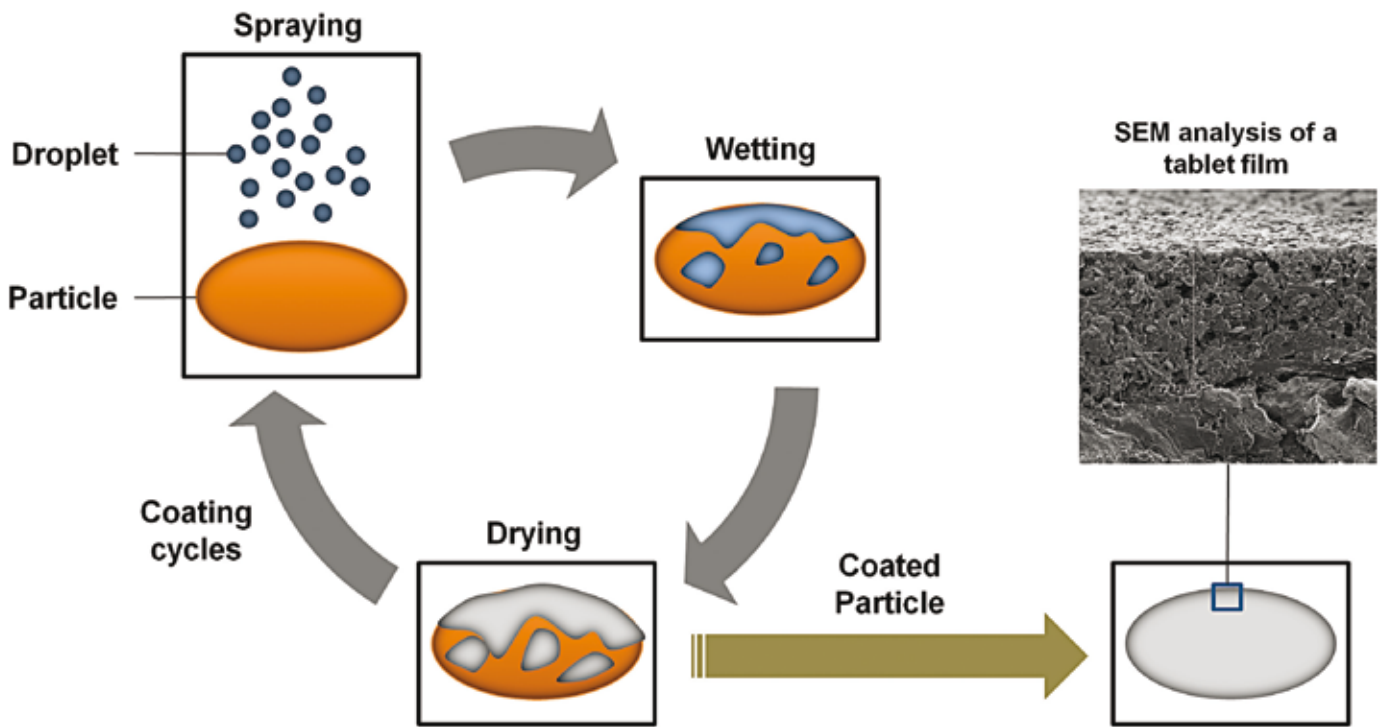 Spraying
Droplet
Particle
Wetting
SEM analysis of a
tablet film
Coating
cycles
Drying
Coated
Particle